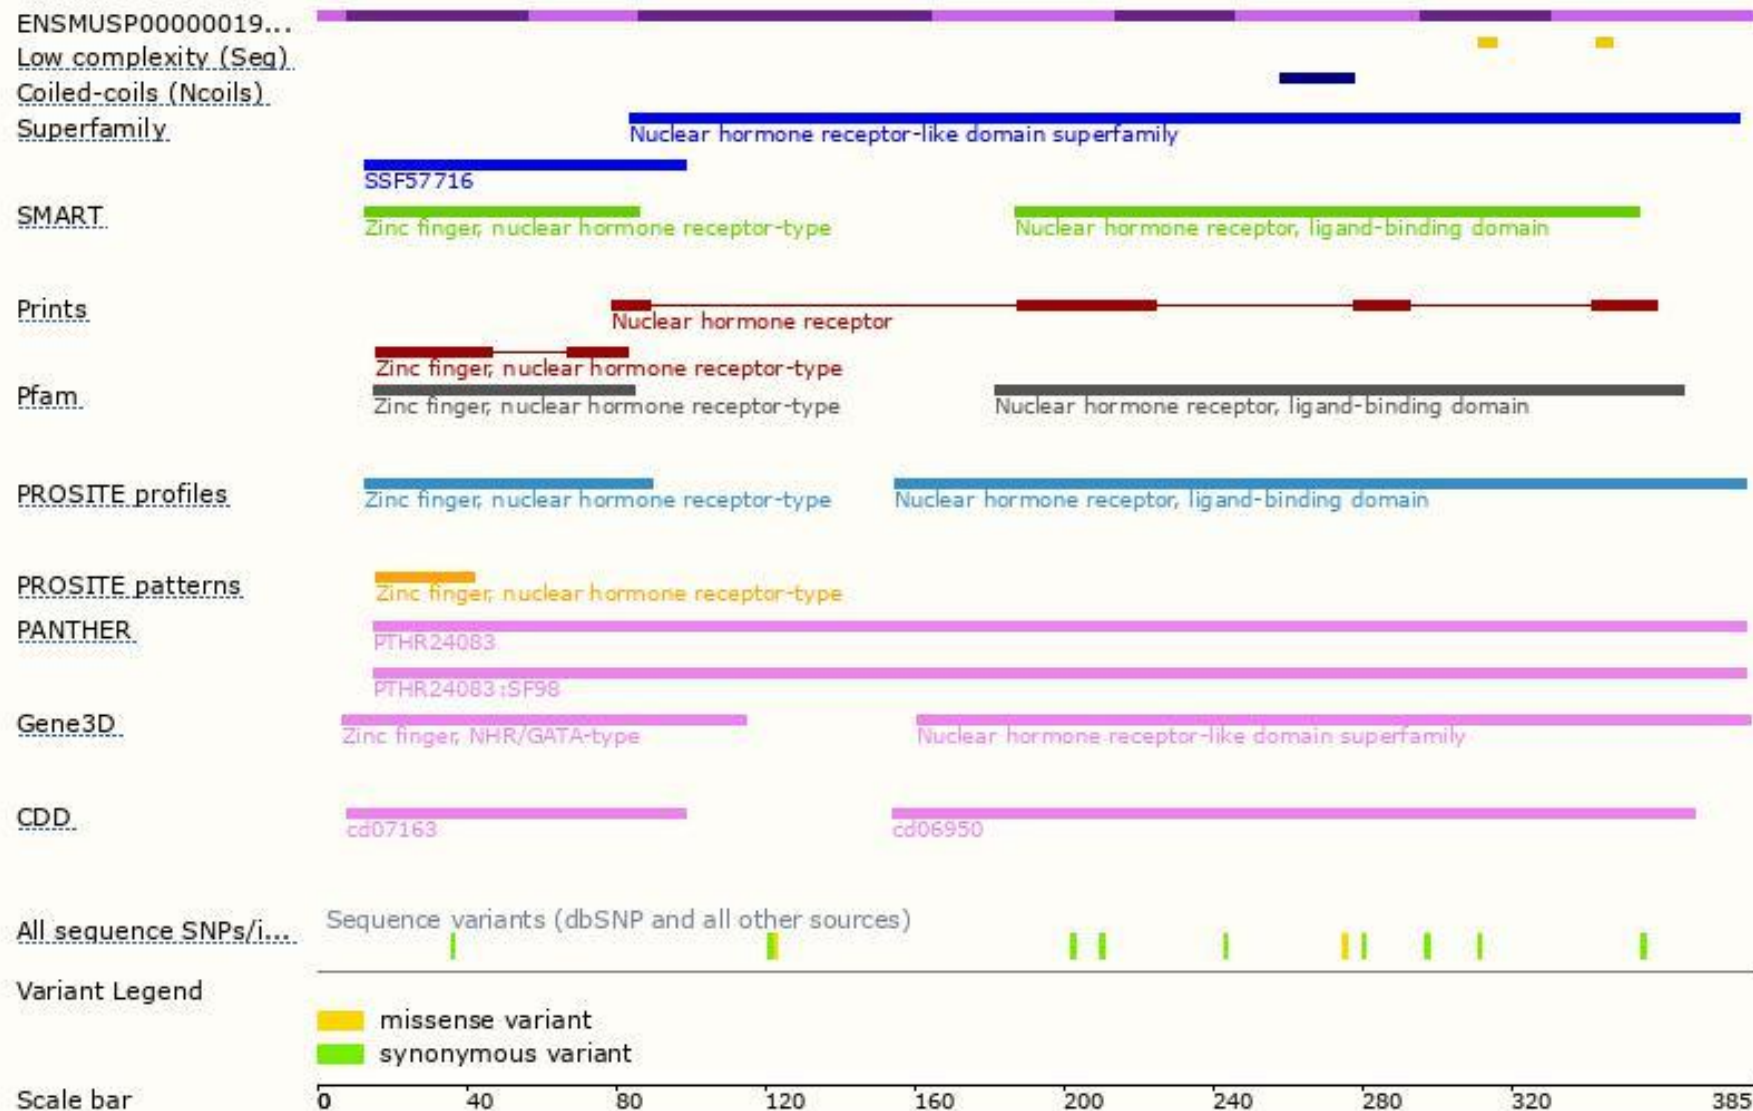 ENSMUSP00000019...
Low complexity (Seg)
Coiled-coils (Ncoils)
Superfamily
Nuclear hormone receptor-like domain superfamily
SSF57716
SMART
Zinc finger, nuclear hormone receptor-type
Nuclear hormone receptor, ligand-binding domain
Prints
Nuclear hormone receptor
Zinc finger, nuclear hormone receptor-type
Pfam
Zinc finger, nuclear hormone receptor-type
Nuclear hormone receptor, ligand-binding domain
PROSITE profiles
Zinc finger, nuclear hormone receptor-type
Nuclear hormone receptor, ligand-binding domain
PROSITE patterns
Zinc finger, nuclear hormone receptor-type
PANTHER
PTHR24083
PTHR24083:SF98
Gene3D
Zinc finger, NHR/GATA-type
Nuclear hormone receptor-like domain superfamily
CDD
cd07163
cd06950
All sequence SNPs/i...
Sequence variants (dbSNP and all other sources)
Variant Legend
missense variant
synonymous variant
Scale bar
0 40 80 120 160 200 240 280 320 385